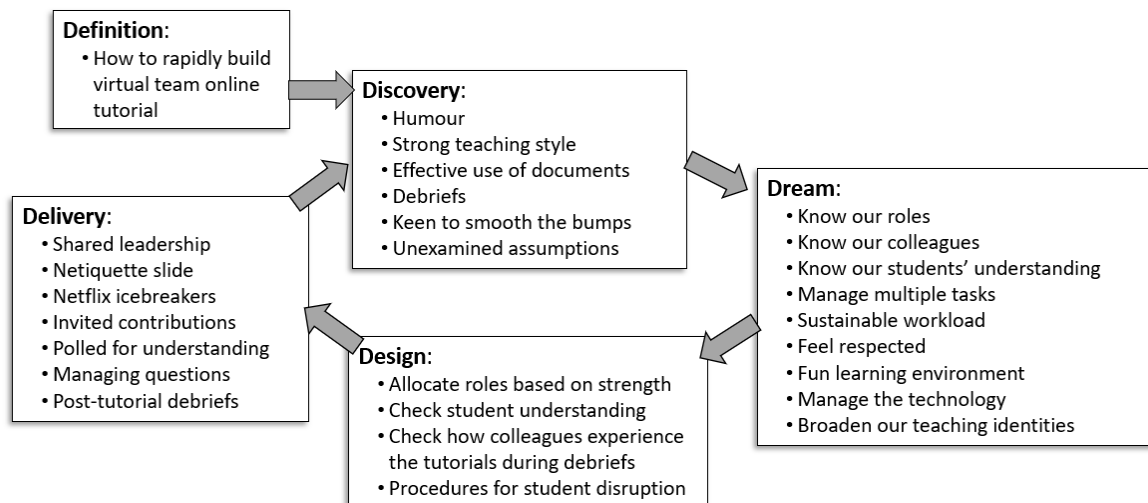 Definition:
• How to rapidly build
virtual team online
tutorial
Discovery:
• Humour
• Strong teaching style
• Effective use of documents
• Debriefs
• Keen to smooth the bumps
• Unexamined assumptions
Dream:
• Know our roles
• Know our colleagues
• Know our students’ understanding
• Manage multiple tasks
• Sustainable workload
• Feel respected
• Fun learning environment
• Manage the technology
• Broaden our teaching identities
Design:
• Allocate roles based on strength
• Check student understanding
• Check how colleagues experience
the tutorials during debriefs
• Procedures for student disruption
Delivery:
• Shared leadership
• Netiquette slide
• Netflix icebreakers
• Invited contributions
• Polled for understanding
• Managing questions
• Post-tutorial debriefs